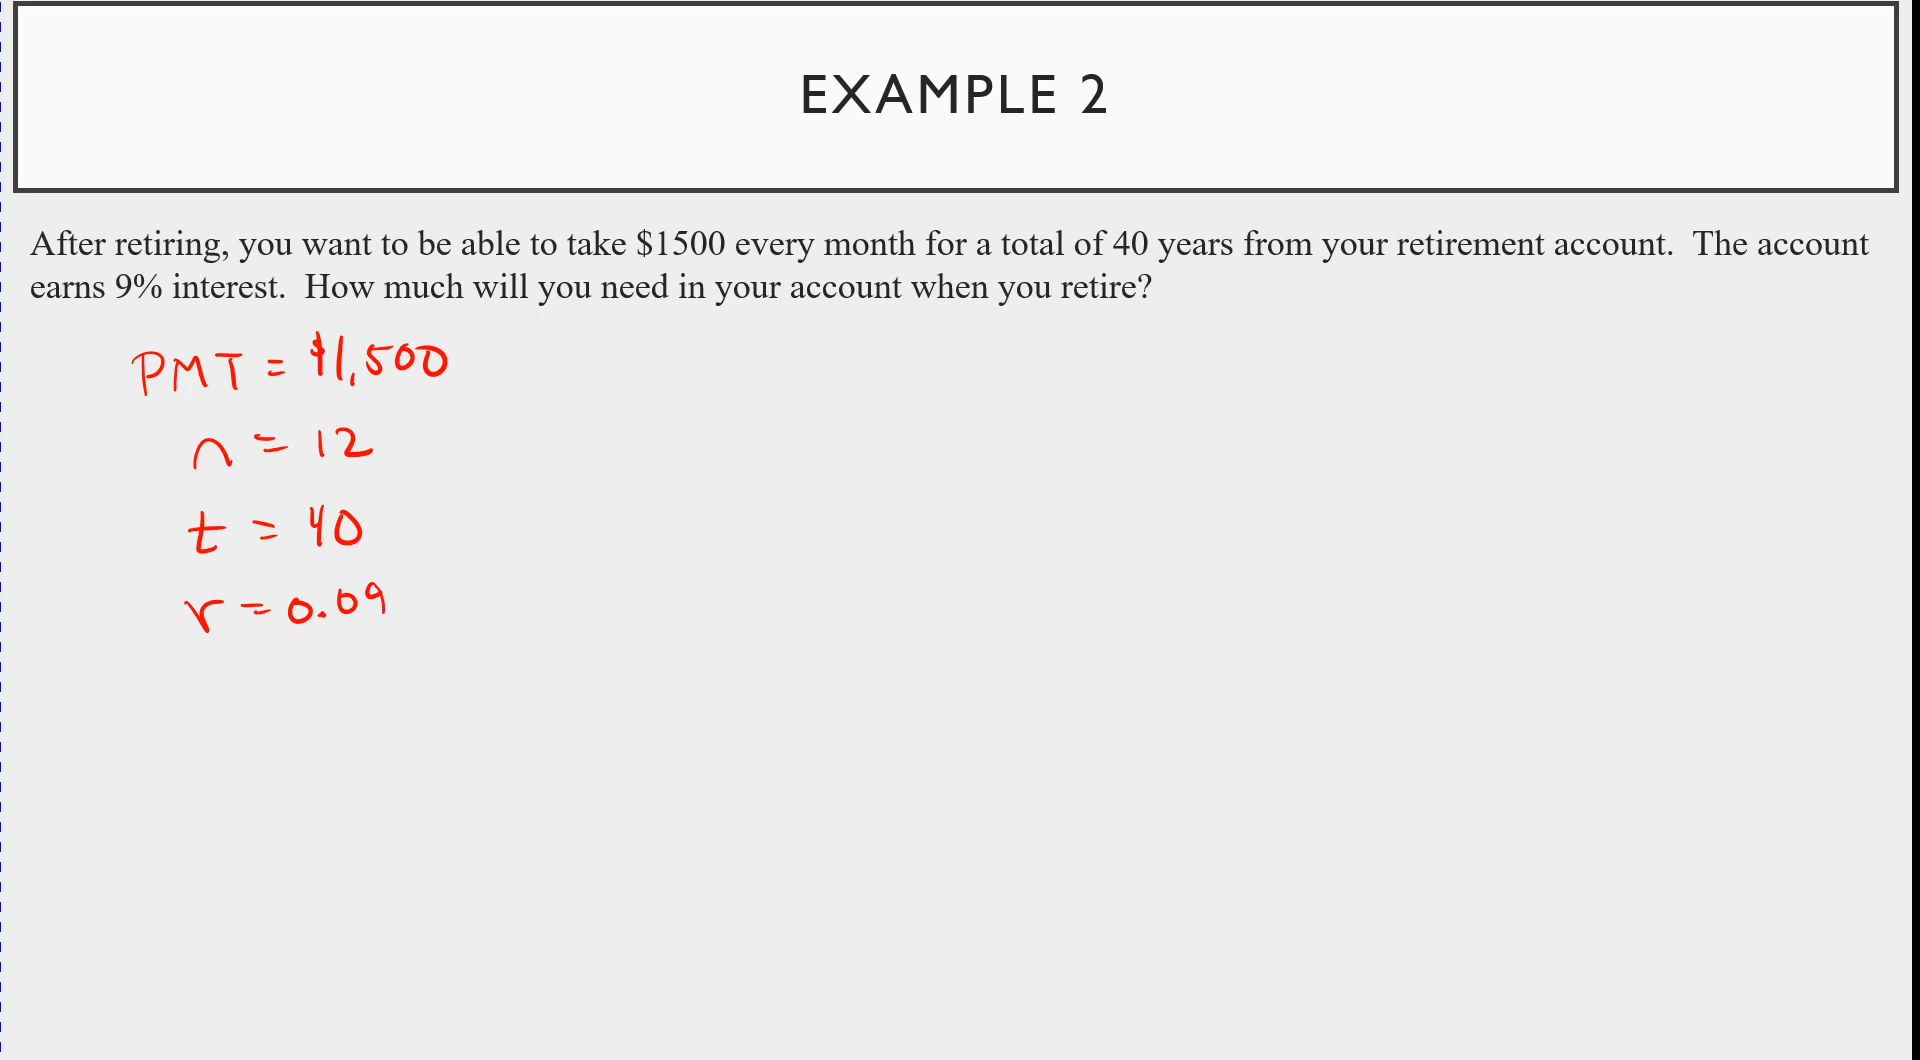 EXAMPLE 2
After retiring, you want to be able to take $1500 every month for a total of 40 years from your retirement account. The account
earns 9% interest. How much will you need in your account when you retire?
PMT = $1,500
n = 12
t = 40
r = 0.09